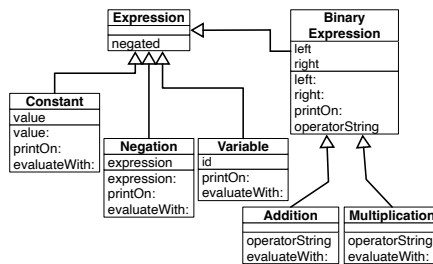 Expression
negated
Binary
Expression
left
right
left:
right:
printOn:
operatorString
Constant
value
value:
printOn:
evaluateWith:
Negation
expression
expression:
printOn:
evaluateWith:
Variable
id
printOn:
evaluateWith:
Addition
operatorString
evaluateWith:
Multiplication
operatorString
evaluateWith: